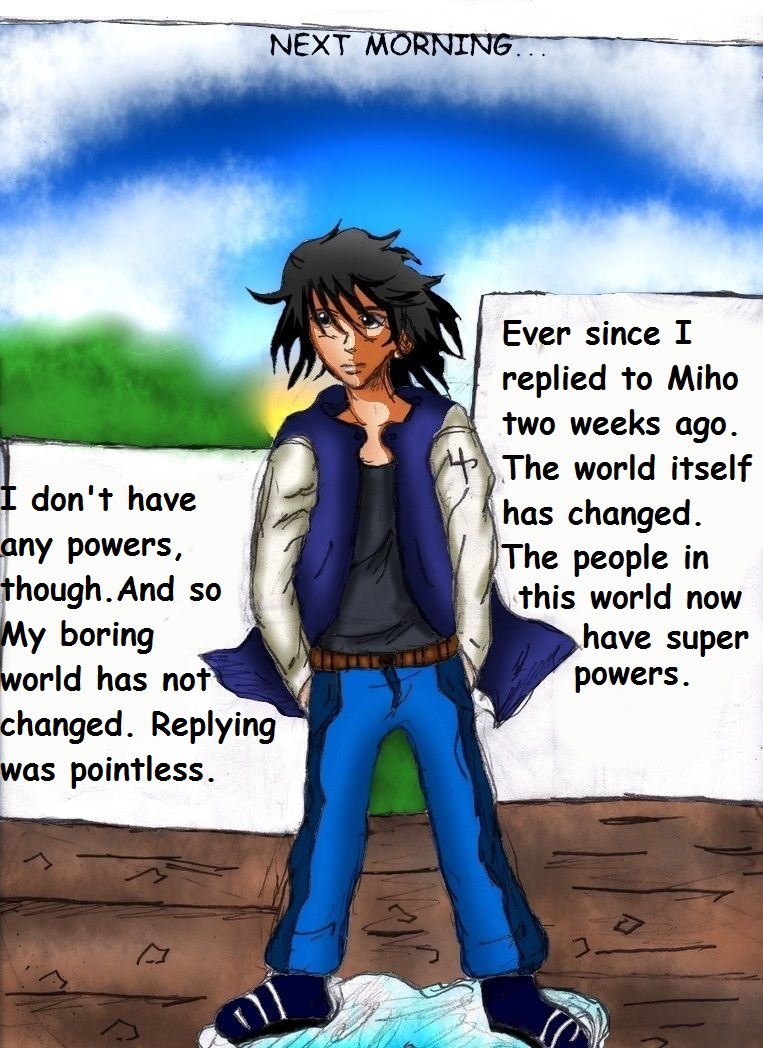 NEXT MORNING...
Ever since I
replied to Miho
two weeks ago.
The world itself
has changed.
The people in
this world now
have super
powers.
I don't have
any powers,
though.And so
My boring
world has not
changed. Replying
was pointless.